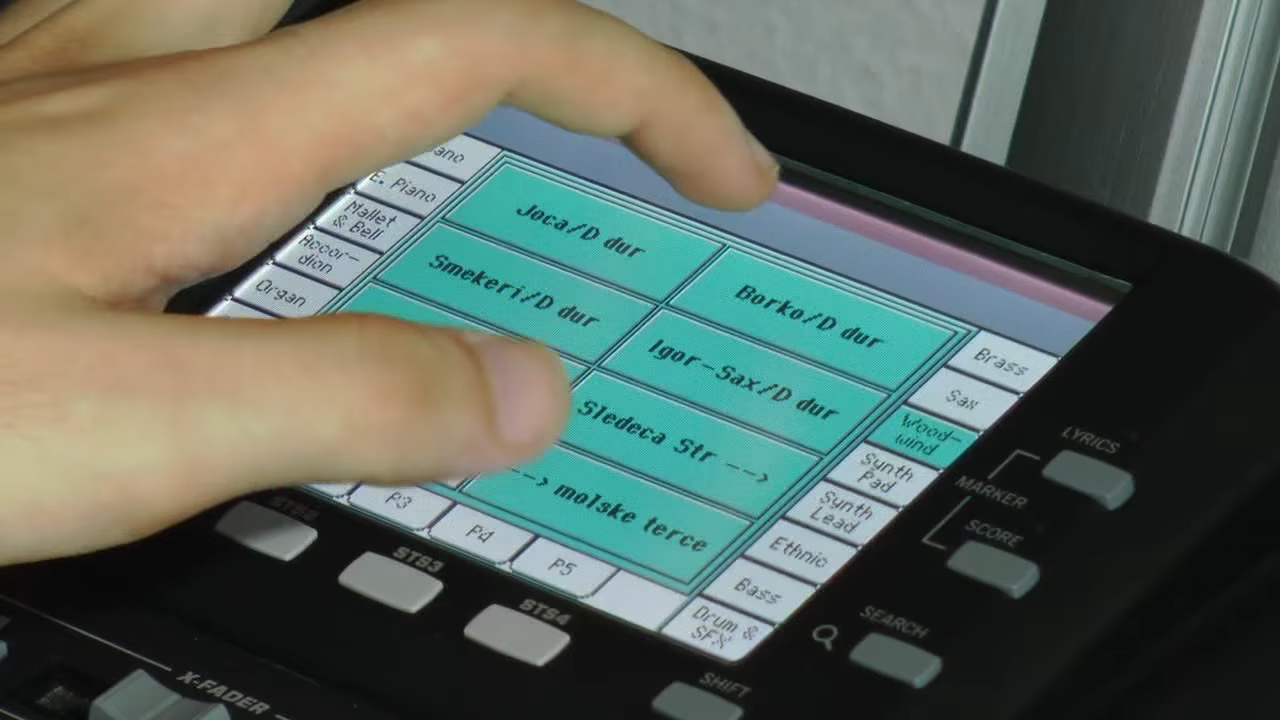 ano
E. Piano
Mallet
& Bell
Accor-
dion
Organ
Joca/D dur
Borko/D dur
Smekeri/D dur
Igor-Sax/D dur
Sledeca Str -->
--> molske terce
Brass
Sax
Wood-
wind
Synth
Pad
Synth
Lead
Ethnic
Bass
Drum &
SFX
P3
P4
P5
STS2
STS3
STS4
LYRICS
MARKER
SCORE
SEARCH
SHIFT
X-FADER